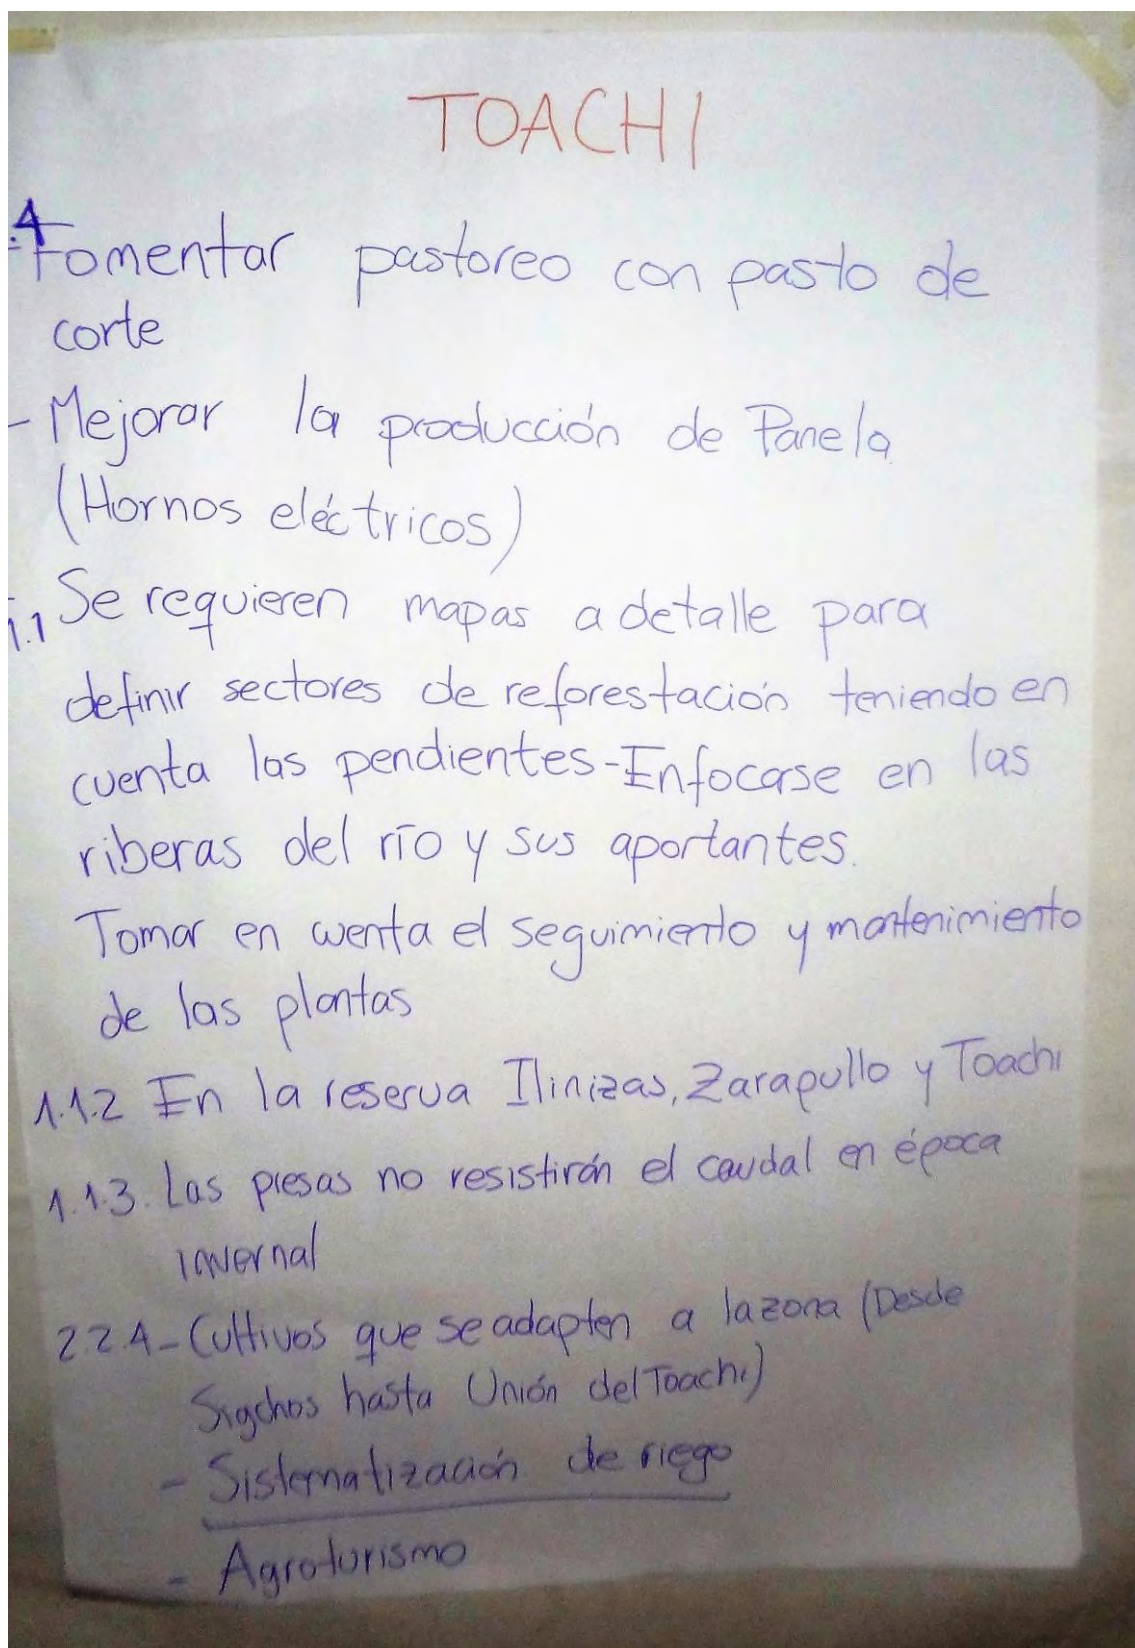 TOACHI
.4
- Fomentar pastoreo con pasto de
corte
- Mejorar la producción de Panela
(Hornos eléctricos)
1.1 Se requieren mapas a detalle para
definir sectores de reforestación teniendo en
cuenta las pendientes - Enfocase en las
riberas del río y sus aportantes.
Tomar en cuenta el seguimiento y mantenimiento
de las plantas
1.1.2 En la reserva Ilinizas, Zarapullo y Toachi
1.1.3. Las presas no resistirán el caudal en época
invernal
2.2.4 - Cultivos que se adapten a la zona (Desde
Sigchos hasta Unión del Toachi)
- Sistematización de riego
- Agroturismo